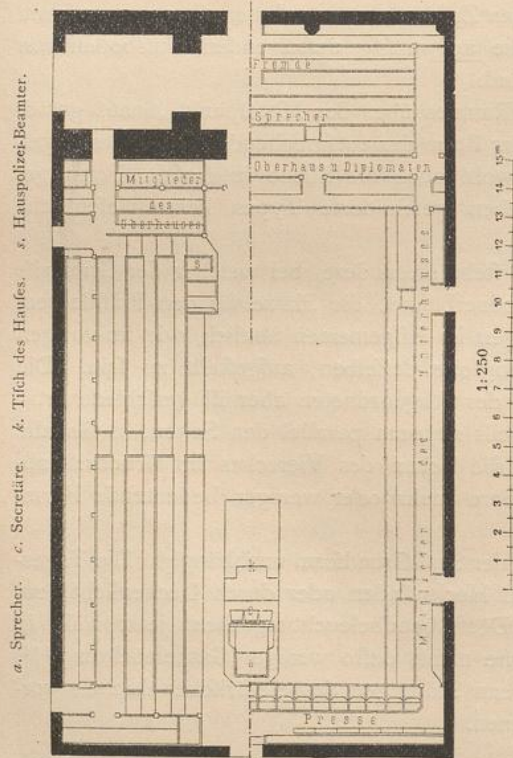 a. Sprecher. c. Secretäre. k. Tiſch des Hauſes. s. Hauspolizei-Beamter.
Fremde
Sprecher
Oberhaus u Diplomaten
Mitglieder
des
Oberhauses
s
Mitglieder des Unterhauses
k
c
a
Presse
1:250
1 2 3 4 5 6 7 8 9 10 11 12 13 14 15m